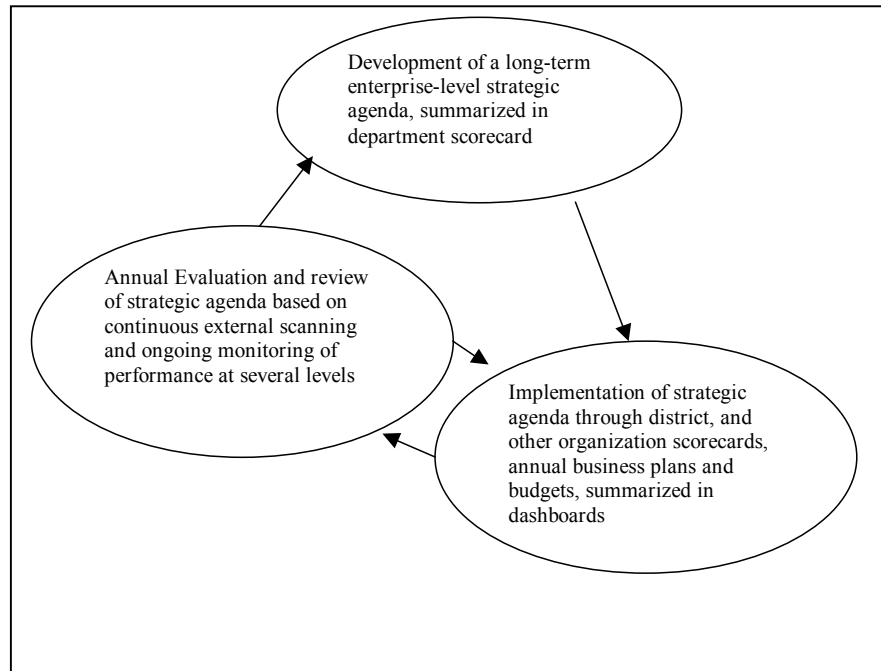 Development of a long-term
enterprise-level strategic
agenda, summarized in
department scorecard
Annual Evaluation and review
of strategic agenda based on
continuous external scanning
and ongoing monitoring of
performance at several levels
Implementation of strategic
agenda through district, and
other organization scorecards,
annual business plans and
budgets, summarized in
dashboards